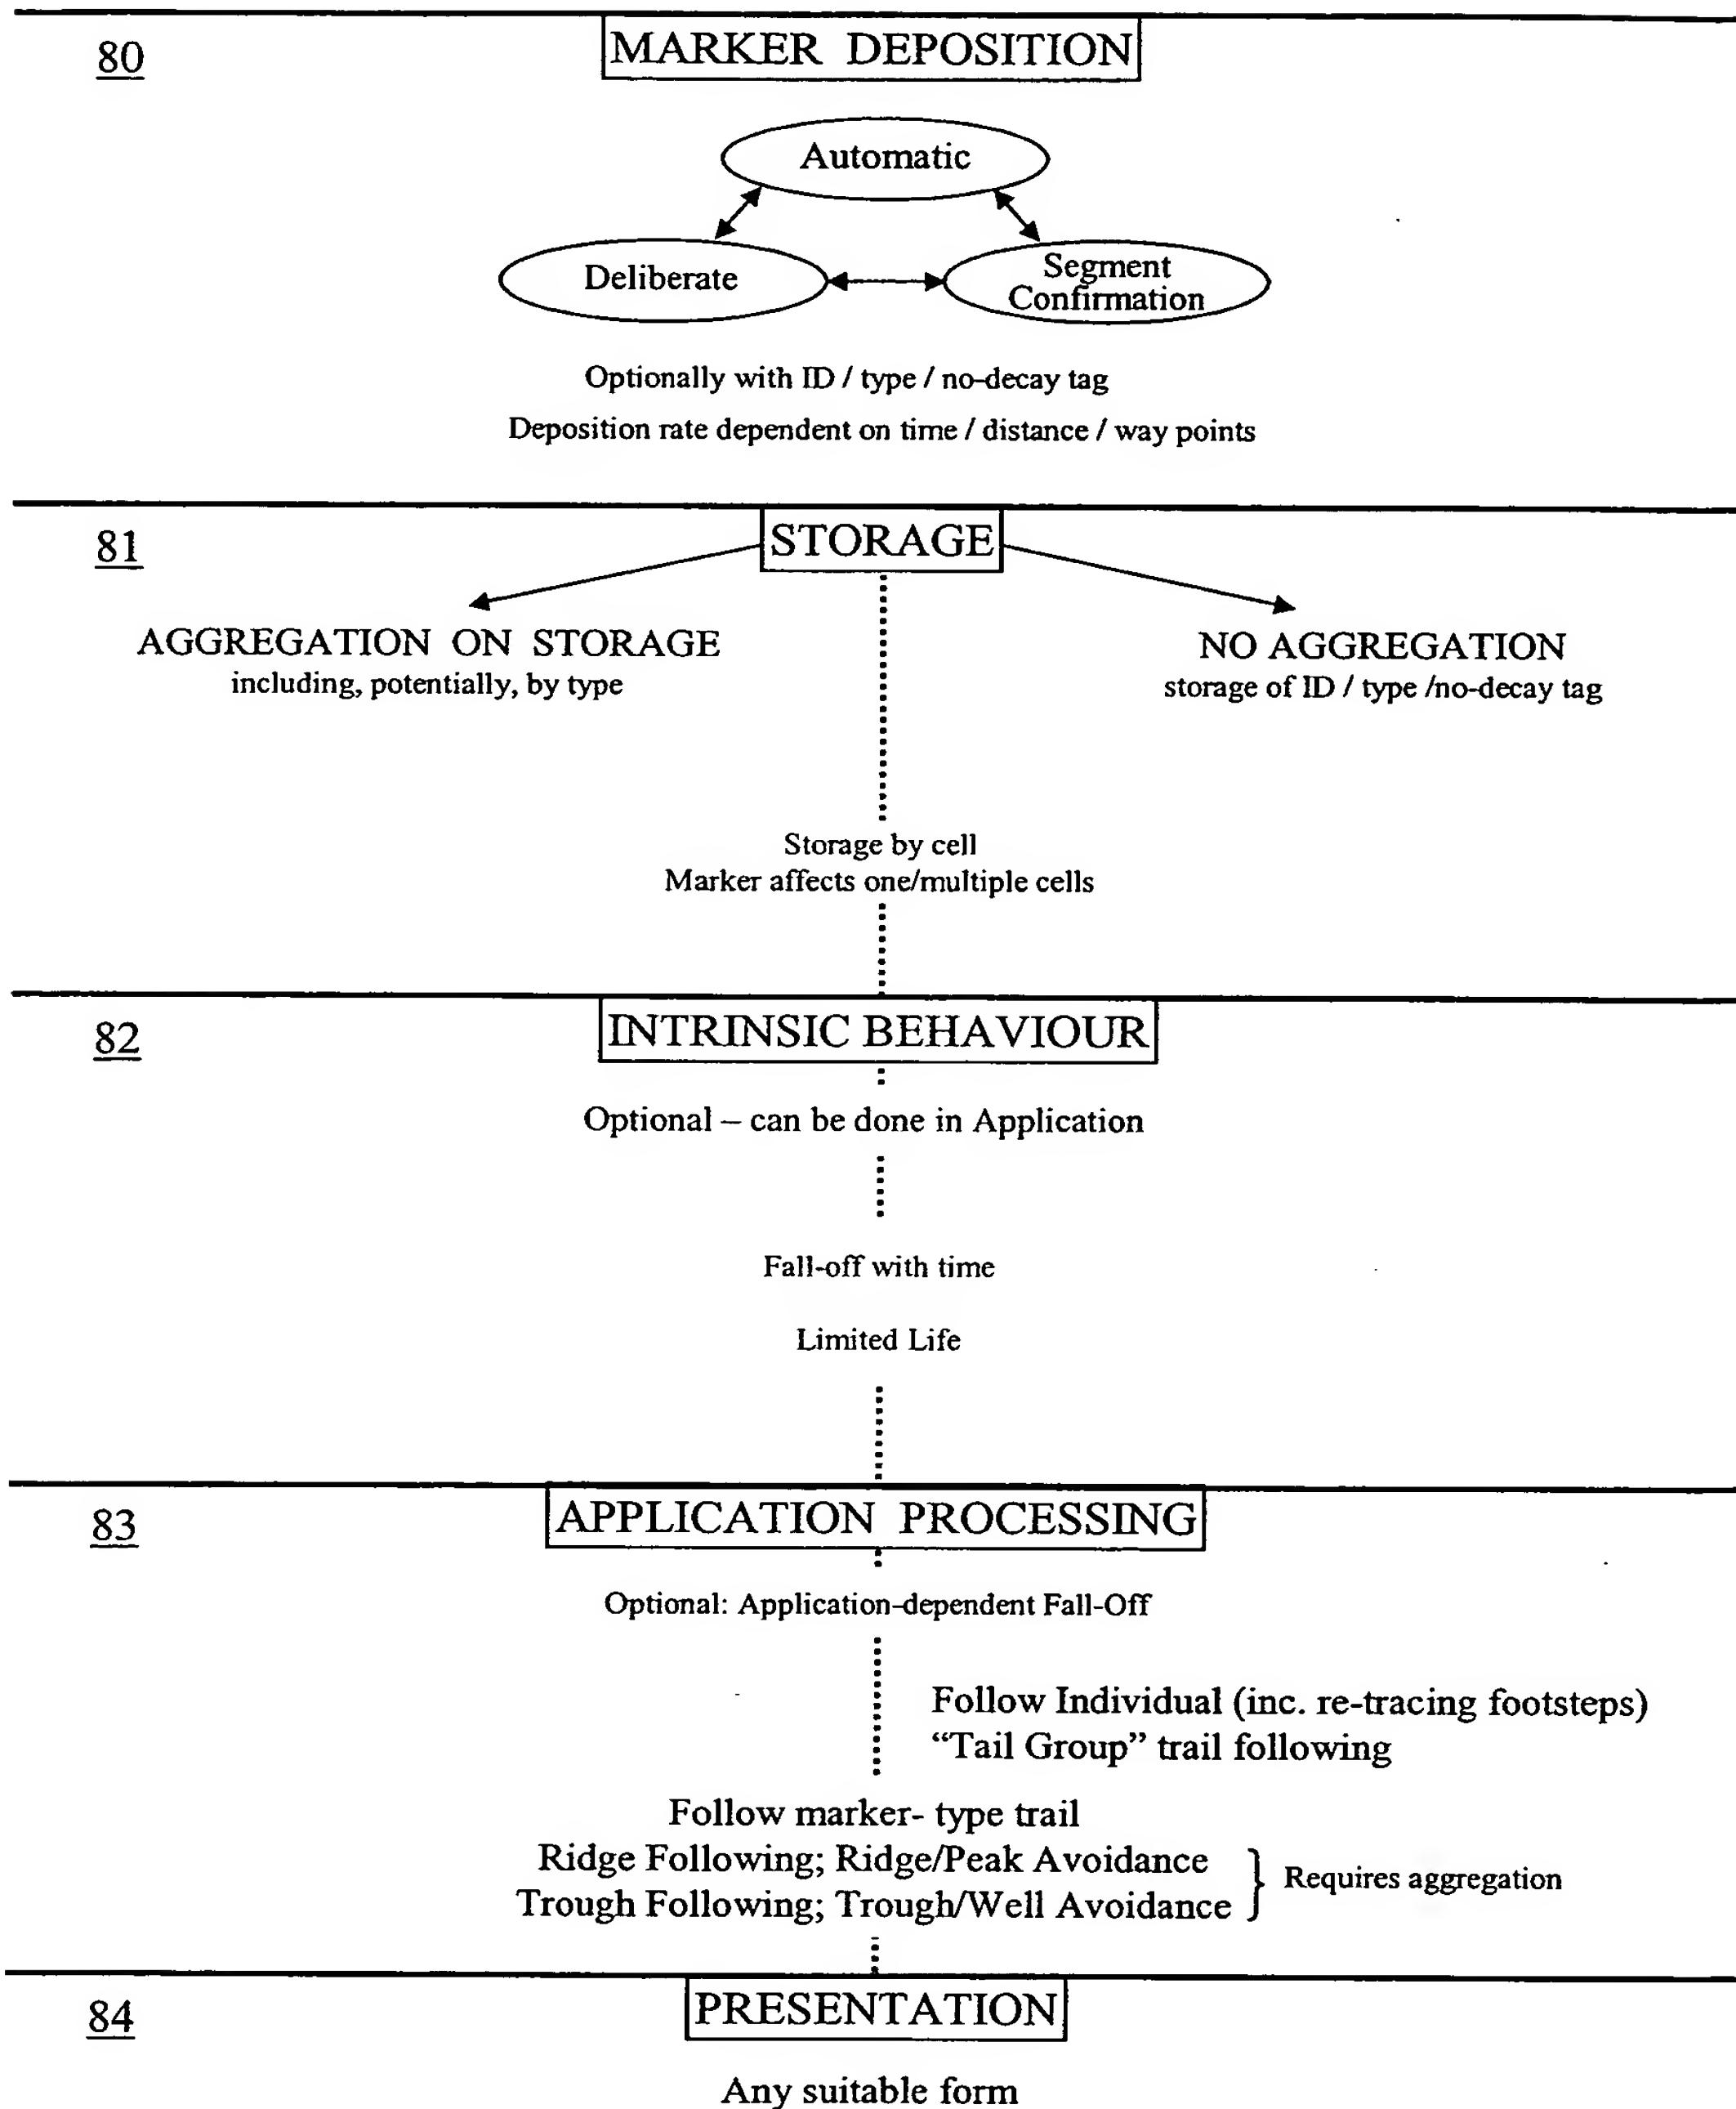 80
MARKER DEPOSITION
Automatic
Deliberate
Segment
Confirmation
Optionally with ID / type / no-decay tag
Deposition rate dependent on time / distance / way points
81
STORAGE
AGGREGATION ON STORAGE
including, potentially, by type
NO AGGREGATION
storage of ID / type /no-decay tag
Storage by cell
Marker affects one/multiple cells
82
INTRINSIC BEHAVIOUR
Optional – can be done in Application
Fall-off with time
Limited Life
83
APPLICATION PROCESSING
Optional: Application-dependent Fall-Off
Follow Individual (inc. re-tracing footsteps)
“Tail Group” trail following
Follow marker- type trail
Ridge Following; Ridge/Peak Avoidance
Trough Following; Trough/Well Avoidance
Requires aggregation
84
PRESENTATION
Any suitable form